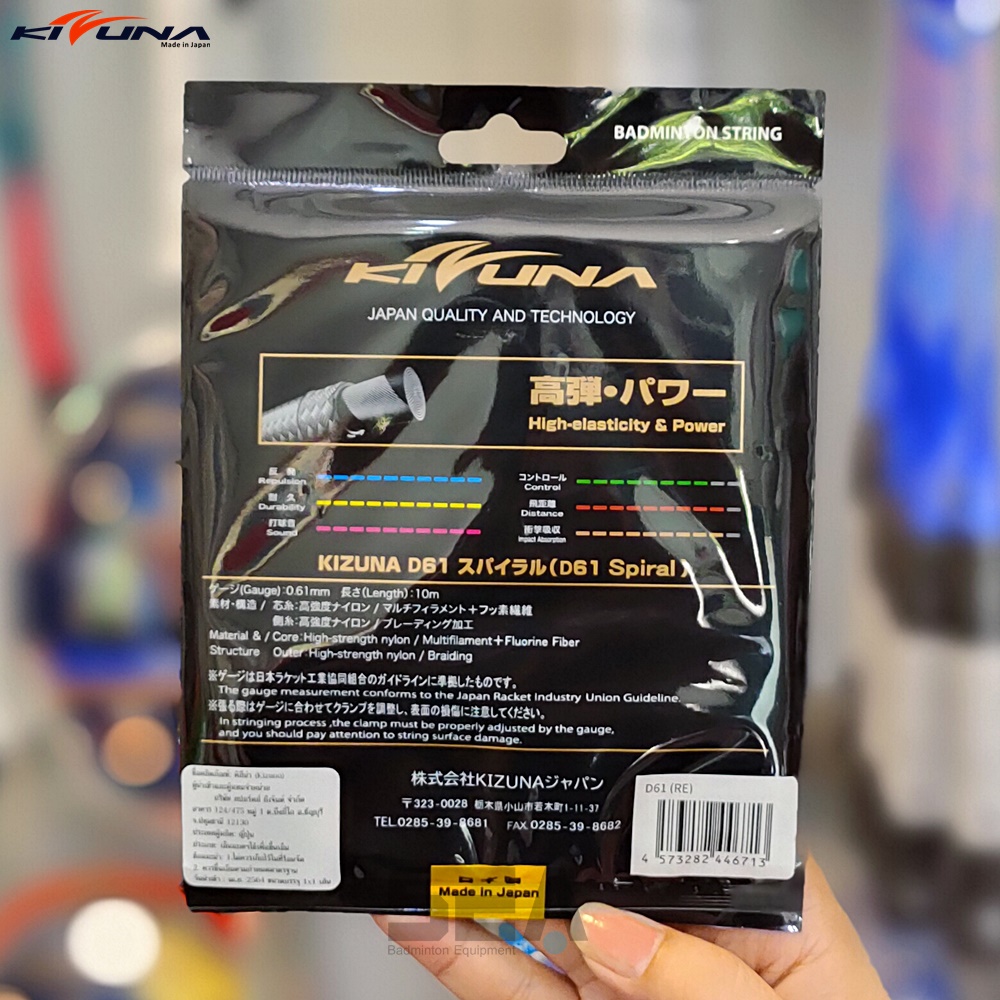 KIZUNA
Made in Japan
BADMINTON STRING
KIZUNA
JAPAN QUALITY AND TECHNOLOGY
高弾・パワー
High-elasticity & Power
反発
Repulsion
耐久
Durability
打球音
Sound
コントロール
Control
飛距離
Distance
衝撃吸収
Impact Absorption
KIZUNA D61 スパイラル(D61 Spiral)
ゲージ(Gauge):0.61mm 長さ(Length):10m
素材・構造 / 芯糸:高強度ナイロン / マルチフィラメント+フッ素繊維
側糸:高強度ナイロン / ブレーディング加工
Material & / Core:High-strength nylon / Multifilament+Fluorine Fiber
Structure Outer:High-strength nylon / Braiding
※ゲージは日本ラケット工業協同組合のガイドラインに準拠したものです。
The gauge measurement conforms to the Japan Racket Industry Union Guideline.
※張る際はゲージに合わせてクランプを調整し、表面の損傷に注意してください。
In stringing process ,the clamp must be properly adjusted by the gauge,
and you should pay attention to string surface damage.
株式会社KIZUNAジャパン
〒323-0028 栃木県小山市若木町1-11-37
TEL.0285-39-8681 FAX.0285-39-8682
D61 (RE)
4 573282 446713
Made in Japan
Badminton Equipment